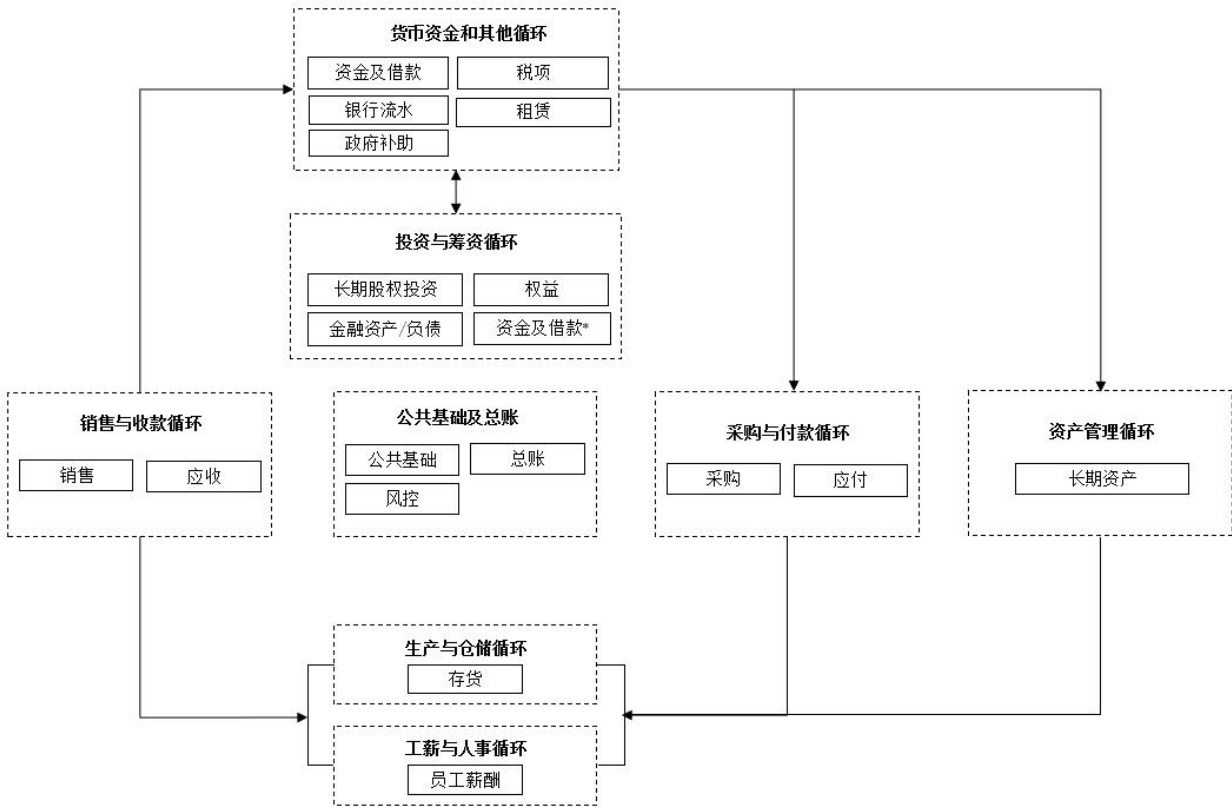 货币资金和其他循环
资金及借款
税项
银行流水
租赁
政府补助
投资与筹资循环
长期股权投资
权益
金融资产/负债
资金及借款*
销售与收款循环
销售
应收
公共基础及总账
公共基础
总账
风控
采购与付款循环
采购
应付
资产管理循环
长期资产
生产与仓储循环
存货
工薪与人事循环
员工薪酬